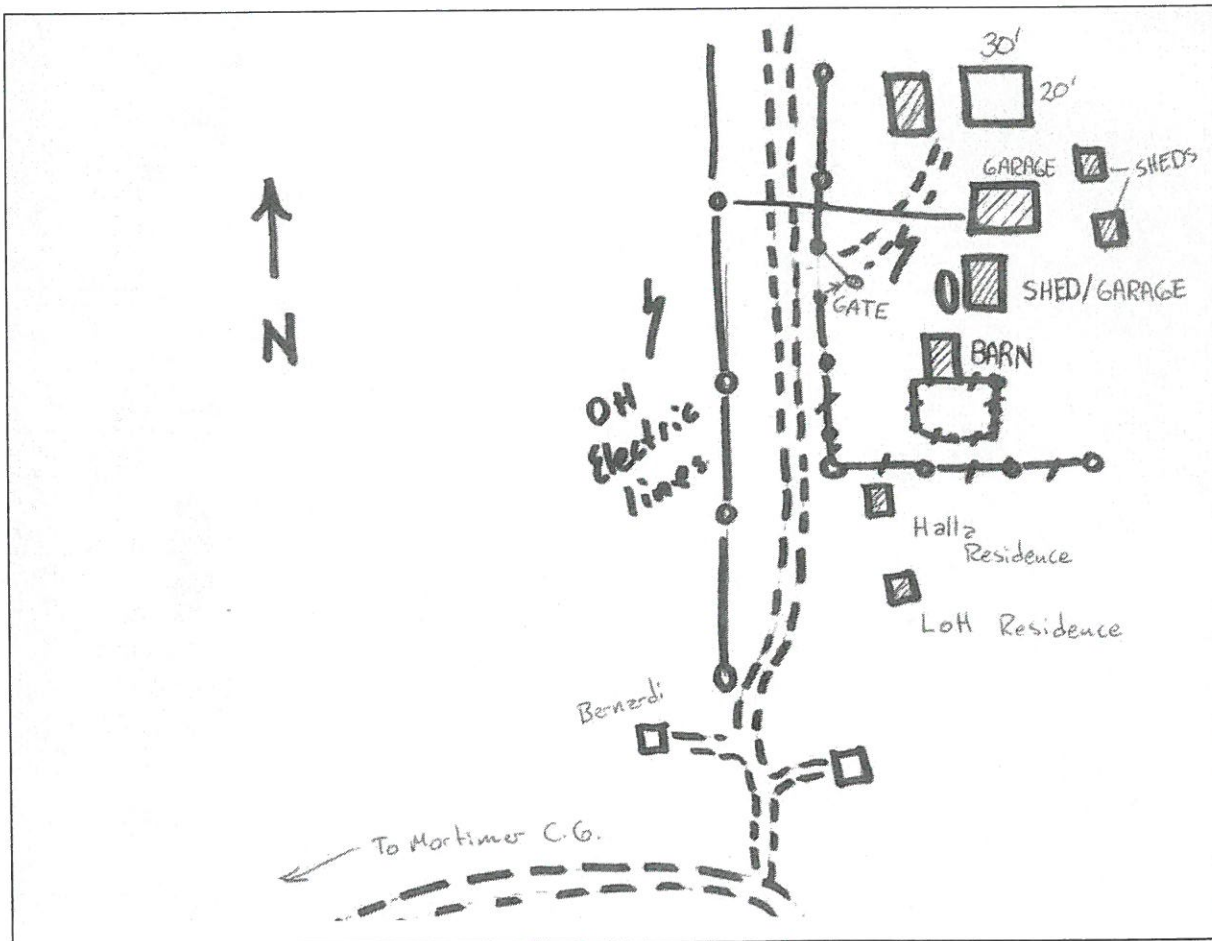 30'
20'
GARAGE
SHEDS
N
GATE
SHED/GARAGE
BARN
OH
Electric
lines
Halla
Residence
LoH Residence
Bernardi
To Mortimer C.G.